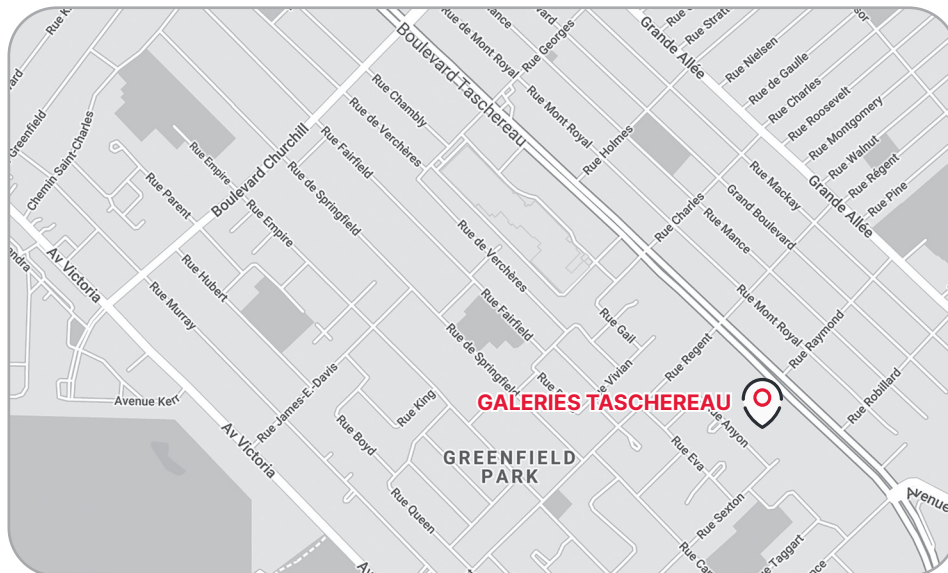 Rue de Mont Royal
Rue Georges
Grande Allée
Rue Nielsen
Rue de Gaulle
Rue Charles
Rue Roosevelt
Rue Montgomery
Rue Walnut
Rue Régent
Rue Pine
Boulevard Taschereau
Rue Chambly
Rue de Verchères
Rue Mont Royal
Rue Holmes
Greenfield
Chemin Saint-Charles
Rue Empire
Boulevard Churchill
Rue Fairfield
Rue de Springfield
Rue Parent
Rue Empire
Rue Mackay
Grand Boulevard
Grande Allée
Rue Charles
Rue Mance
Rue de Verchères
Av Victoria
Rue Hubert
Rue Murray
Rue Fairfield
Rue Gail
Rue Mont Royal
Rue Raymond
Rue Regent
Rue de Springfield
Vivian
Rue James-E.-Davis
Avenue Kerr
Rue King
GALERIES TASCHEREAU
Rue Robillard
Av Victoria
Rue Boyd
Anyon
GREENFIELD
PARK
Rue Eva
Rue Queen
Rue Sexton
Avenue
Taggart